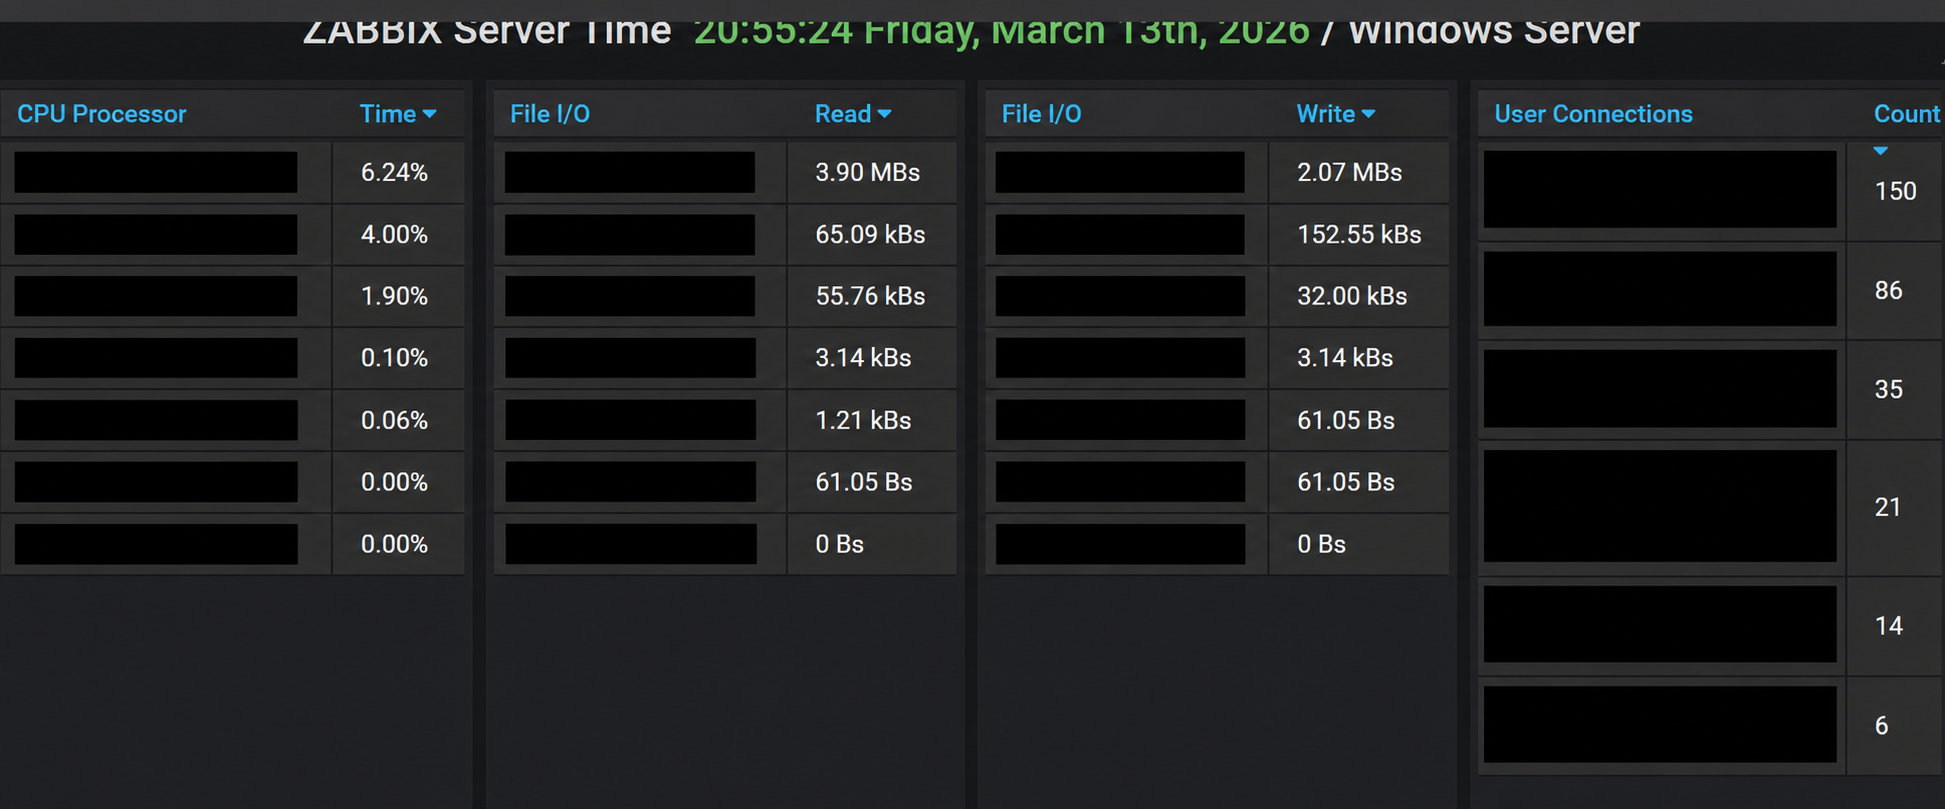 ZABBIX Server Time 20:55:24 Friday, March 13th, 2026 / Windows Server
CPU Processor Time
6.24%
4.00%
1.90%
0.10%
0.06%
0.00%
0.00%
File I/O Read
3.90 MBs
65.09 kBs
55.76 kBs
3.14 kBs
1.21 kBs
61.05 Bs
0 Bs
File I/O Write
2.07 MBs
152.55 kBs
32.00 kBs
3.14 kBs
61.05 Bs
61.05 Bs
0 Bs
User Connections Count
150
86
35
21
14
6